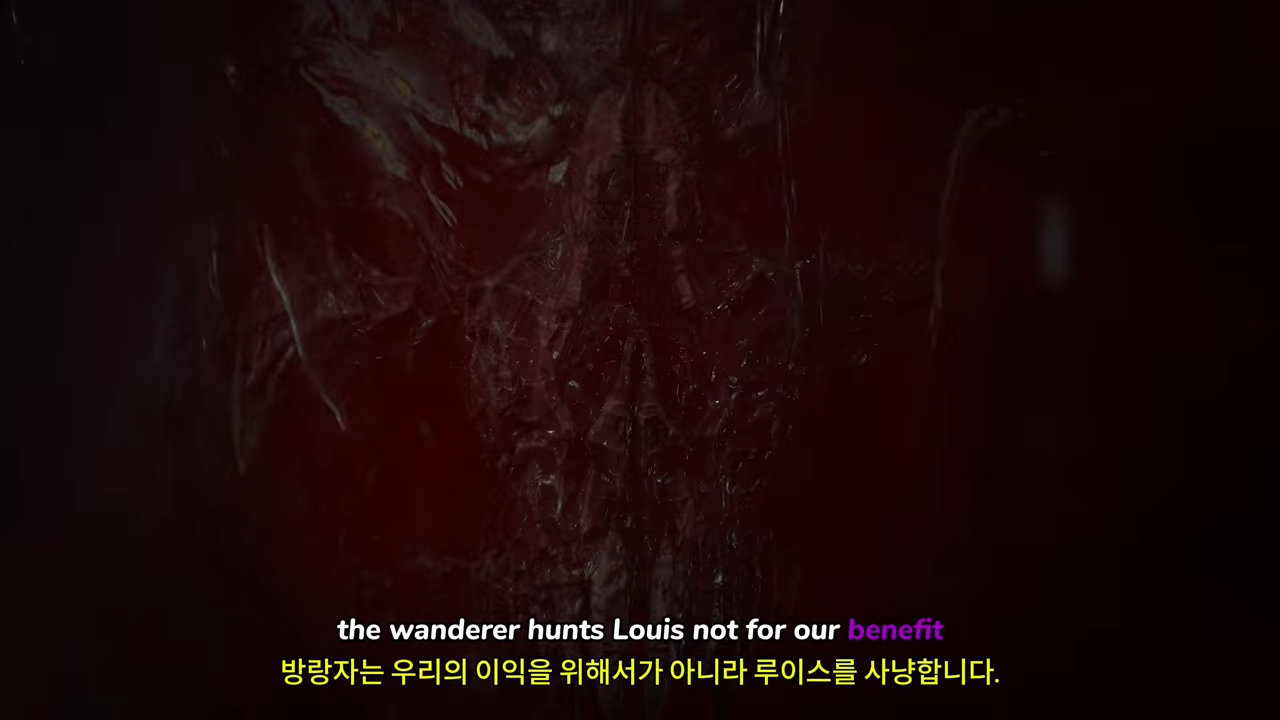 the wanderer hunts Louis not for our benefit
방랑자는 우리의 이익을 위해서가 아니라 루이스를 사냥합니다.